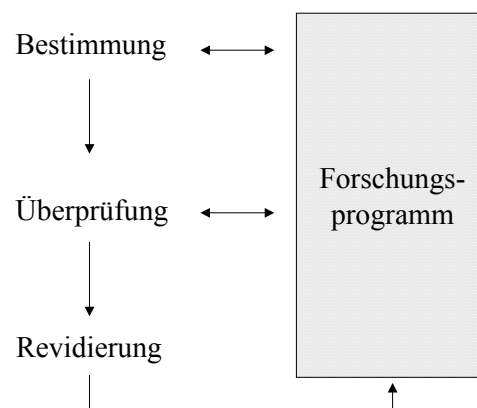 Bestimmung
Überprüfung
Revidierung
Forschungs-
programm